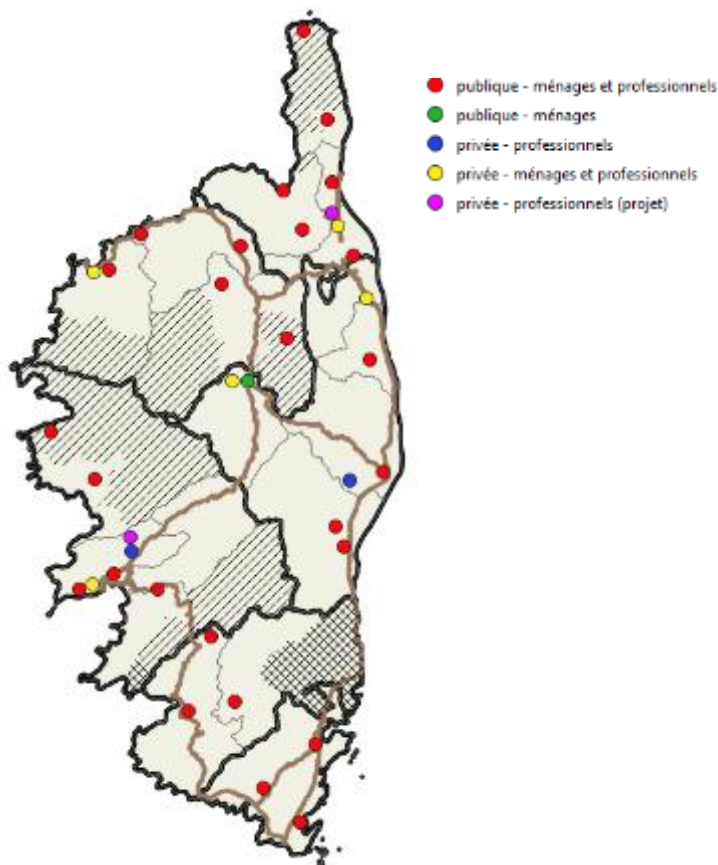 publique - ménages et professionnels
publique - ménages
privée - professionnels
privée - ménages et professionnels
privée - professionnels (projet)